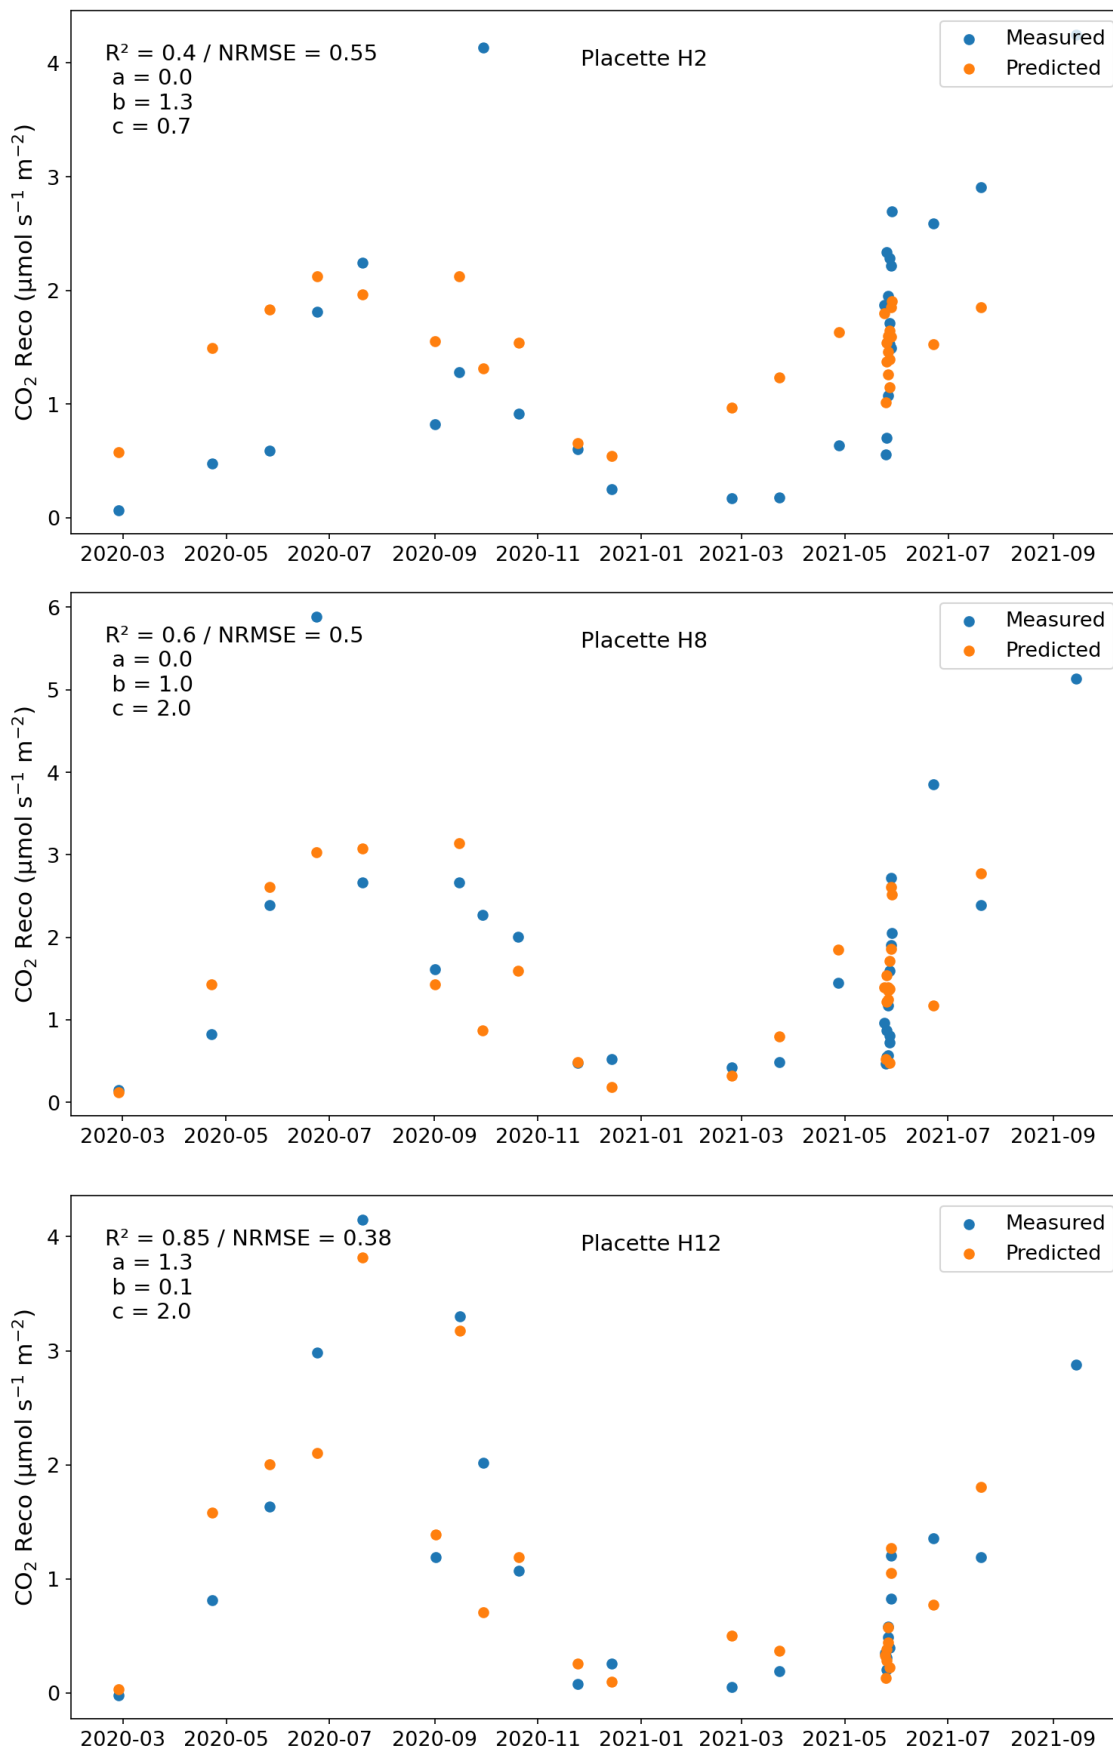 R² = 0.4 / NRMSE = 0.55
a = 0.0
b = 1.3
c = 0.7
Placette H2
Measured
Predicted
CO₂ Reco (µmol s⁻¹ m⁻²)
4
3
2
1
0
2020-03 2020-05 2020-07 2020-09 2020-11 2021-01 2021-03 2021-05 2021-07 2021-09
R² = 0.6 / NRMSE = 0.5
a = 0.0
b = 1.0
c = 2.0
Placette H8
Measured
Predicted
CO₂ Reco (µmol s⁻¹ m⁻²)
6
5
4
3
2
1
0
2020-03 2020-05 2020-07 2020-09 2020-11 2021-01 2021-03 2021-05 2021-07 2021-09
R² = 0.85 / NRMSE = 0.38
a = 1.3
b = 0.1
c = 2.0
Placette H12
Measured
Predicted
CO₂ Reco (µmol s⁻¹ m⁻²)
4
3
2
1
0
2020-03 2020-05 2020-07 2020-09 2020-11 2021-01 2021-03 2021-05 2021-07 2021-09